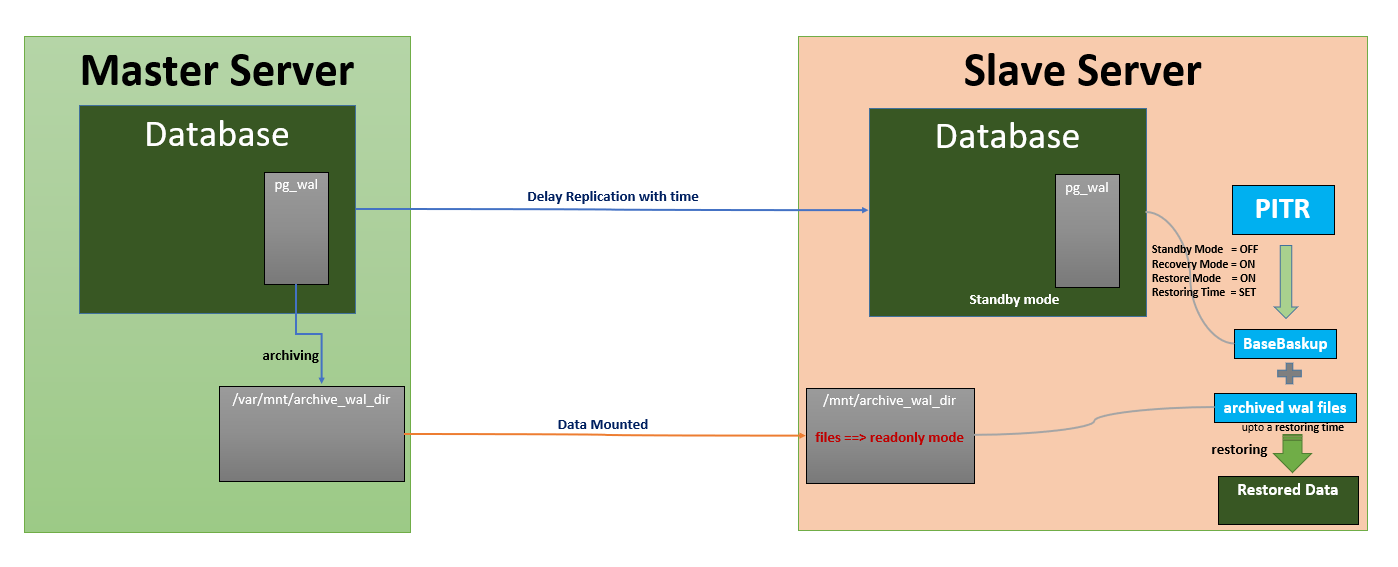 Master Server
Database
pg_wal
archiving
/var/mnt/archive_wal_dir
Delay Replication with time
Data Mounted
Slave Server
Database
pg_wal
Standby mode
/mnt/archive_wal_dir
files ==> readonly mode
PITR
Standby Mode = OFF
Recovery Mode = ON
Restore Mode = ON
Restoring Time = SET
BaseBaskup
archived wal files
upto a restoring time
restoring
Restored Data